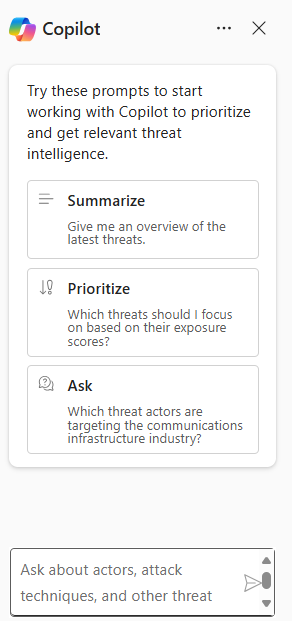 Copilot
Try these prompts to start
working with Copilot to prioritize
and get relevant threat
intelligence.
Summarize
Give me an overview of the
latest threats.
Prioritize
Which threats should I focus
on based on their exposure
scores?
Ask
Which threat actors are
targeting the communications
infrastructure industry?
Ask about actors, attack
techniques, and other threat